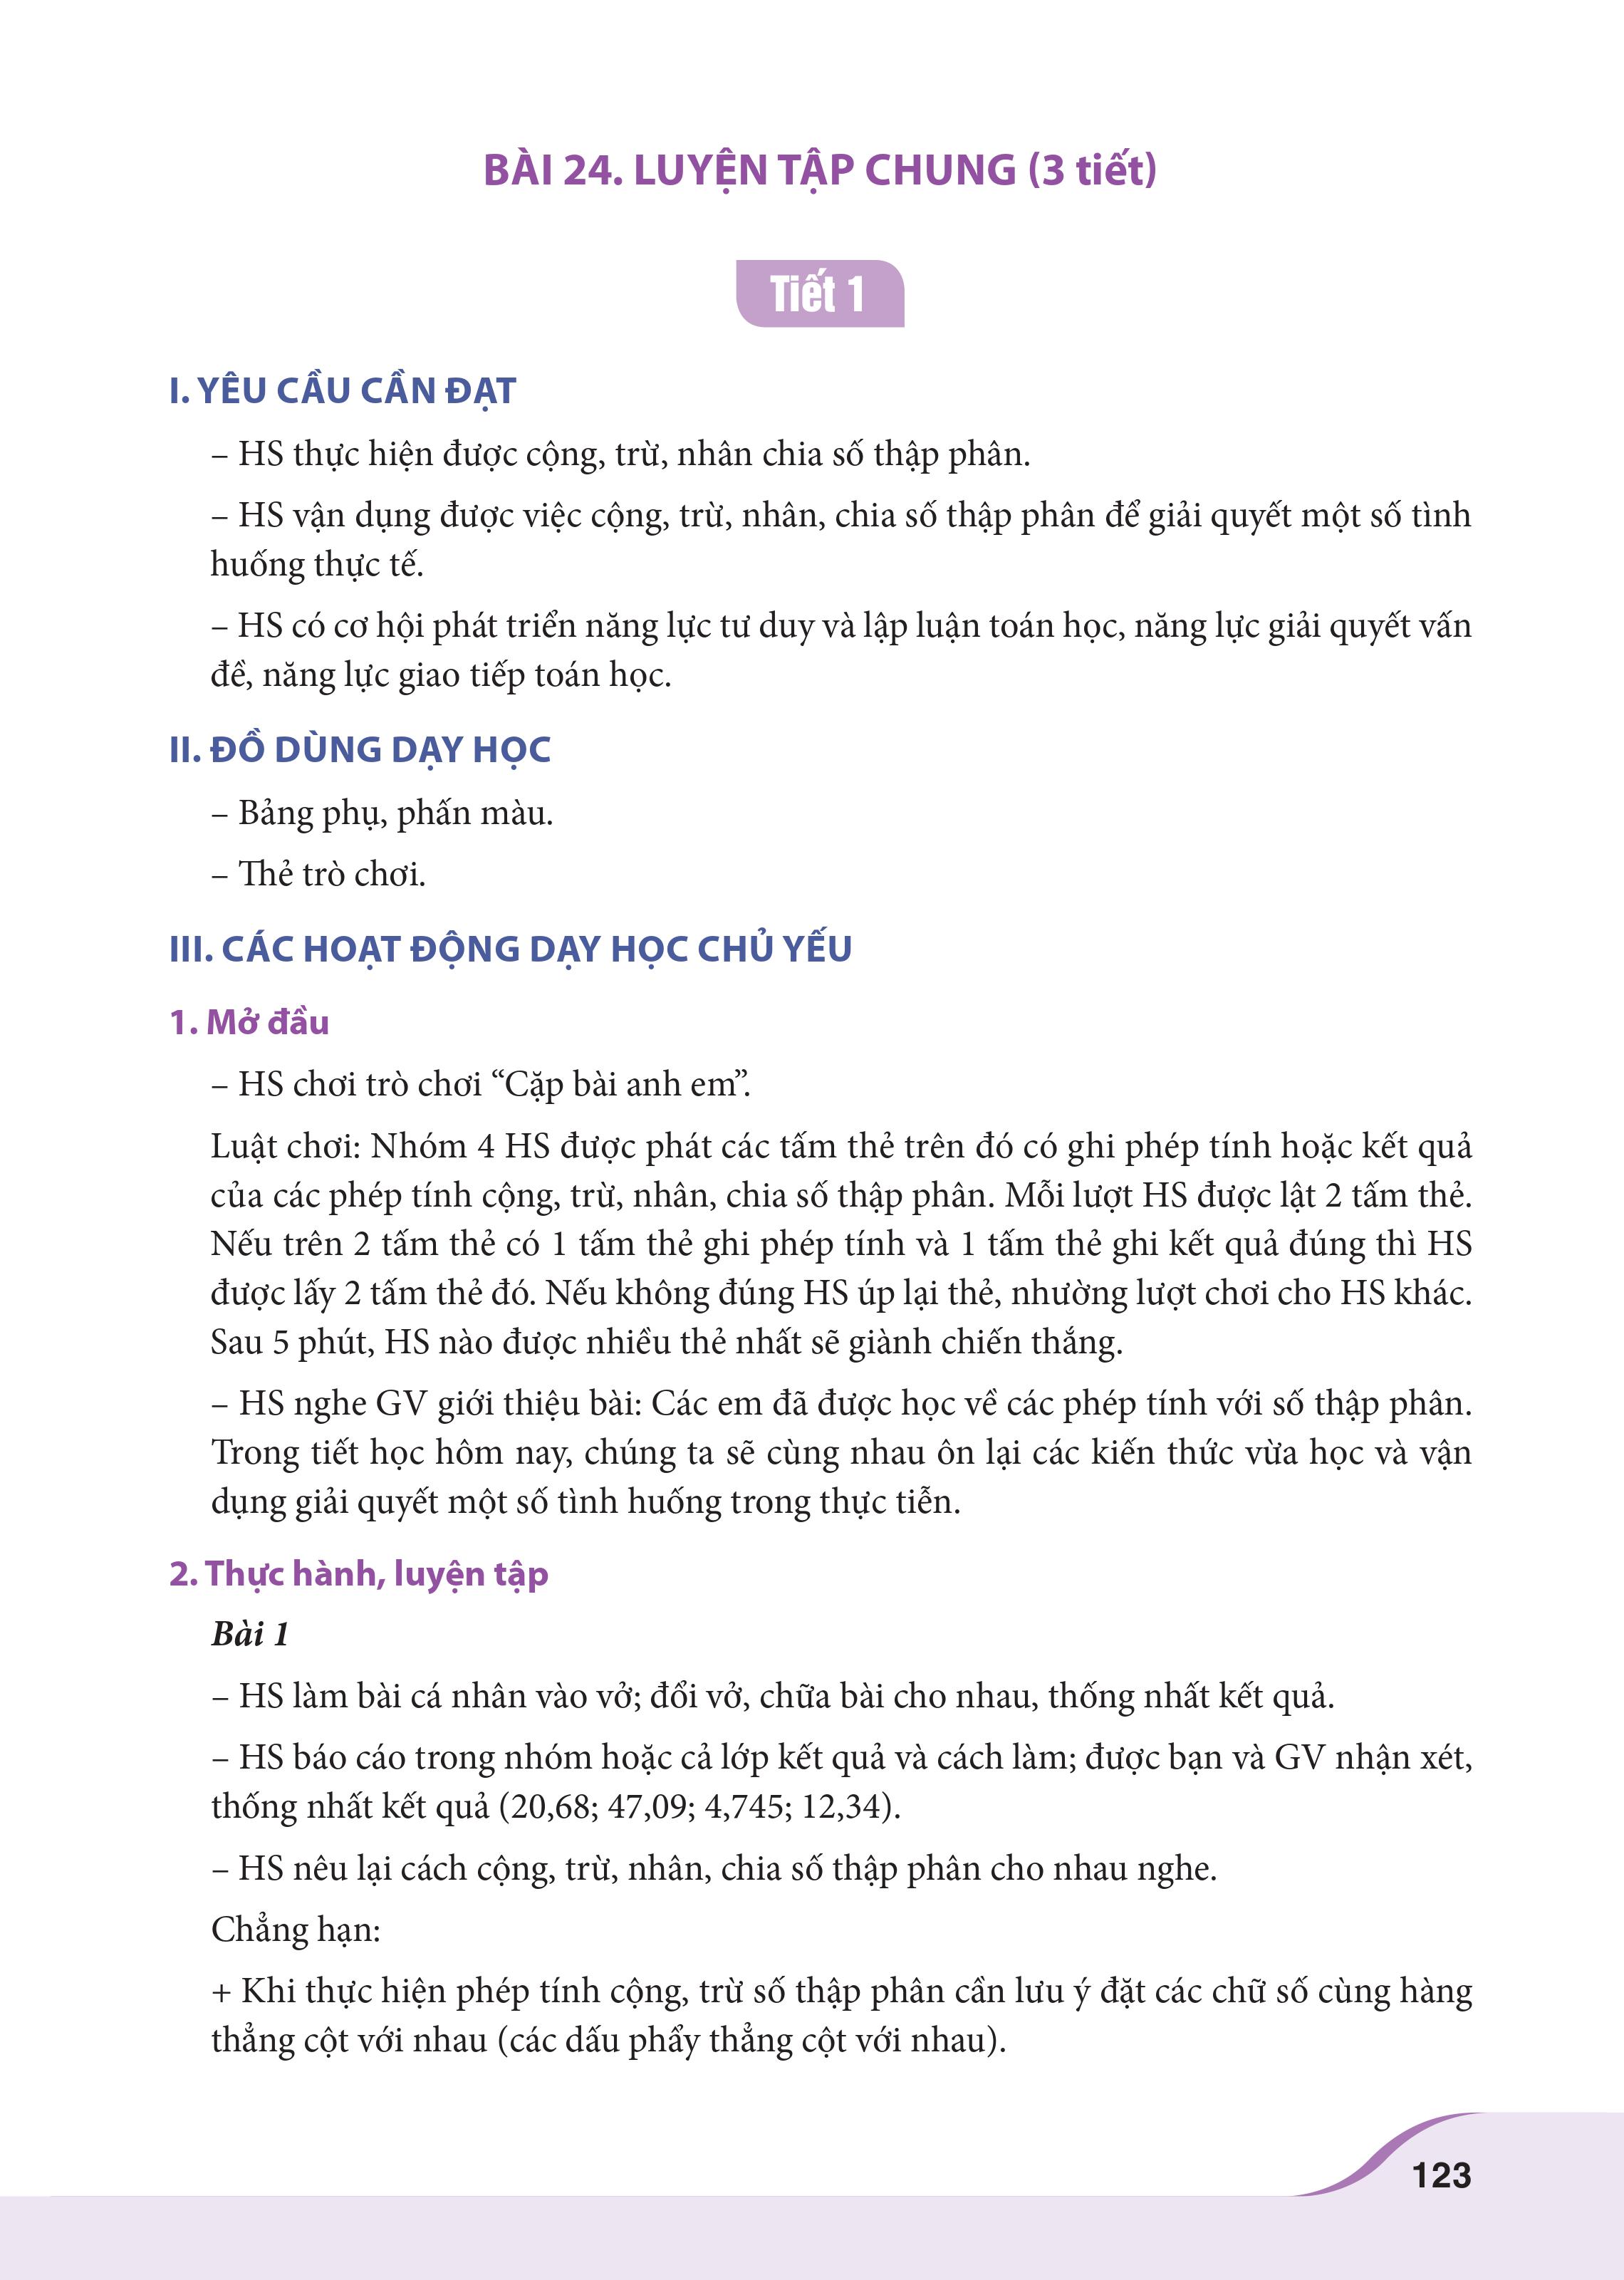 BÀI 24. LUYỆN TẬP CHUNG (3 tiết)
Tiết 1
I. YÊU CẦU CẦN ĐẠT
– HS thực hiện được cộng, trừ, nhân chia số thập phân.
– HS vận dụng được việc cộng, trừ, nhân, chia số thập phân để giải quyết một số tình
huống thực tế.
– HS có cơ hội phát triển năng lực tư duy và lập luận toán học, năng lực giải quyết vấn
đề, năng lực giao tiếp toán học.
II. ĐỒ DÙNG DẠY HỌC
– Bảng phụ, phấn màu.
– Thẻ trò chơi.
III. CÁC HOẠT ĐỘNG DẠY HỌC CHỦ YẾU
1. Mở đầu
– HS chơi trò chơi “Cặp bài anh em”.
Luật chơi: Nhóm 4 HS được phát các tấm thẻ trên đó có ghi phép tính hoặc kết quả
của các phép tính cộng, trừ, nhân, chia số thập phân. Mỗi lượt HS được lật 2 tấm thẻ.
Nếu trên 2 tấm thẻ có 1 tấm thẻ ghi phép tính và 1 tấm thẻ ghi kết quả đúng thì HS
được lấy 2 tấm thẻ đó. Nếu không đúng HS úp lại thẻ, nhường lượt chơi cho HS khác.
Sau 5 phút, HS nào được nhiều thẻ nhất sẽ giành chiến thắng.
– HS nghe GV giới thiệu bài: Các em đã được học về các phép tính với số thập phân.
Trong tiết học hôm nay, chúng ta sẽ cùng nhau ôn lại các kiến thức vừa học và vận
dụng giải quyết một số tình huống trong thực tiễn.
2. Thực hành, luyện tập
Bài 1
– HS làm bài cá nhân vào vở; đổi vở, chữa bài cho nhau, thống nhất kết quả.
– HS báo cáo trong nhóm hoặc cả lớp kết quả và cách làm; được bạn và GV nhận xét,
thống nhất kết quả (20,68; 47,09; 4,745; 12,34).
– HS nêu lại cách cộng, trừ, nhân, chia số thập phân cho nhau nghe.
Chẳng hạn:
+ Khi thực hiện phép tính cộng, trừ số thập phân cần lưu ý đặt các chữ số cùng hàng
thẳng cột với nhau (các dấu phẩy thẳng cột với nhau).
123